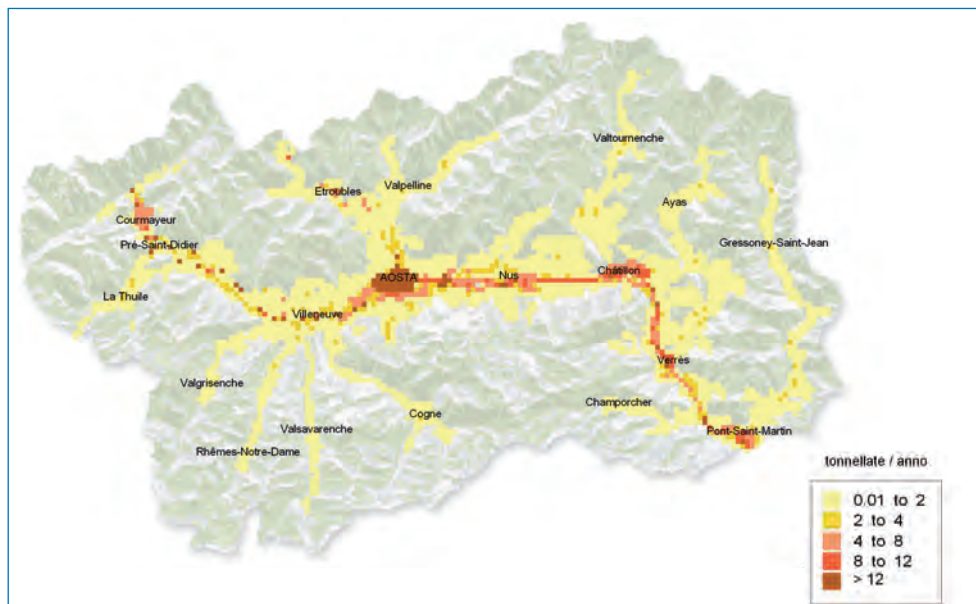 Valtournenche
Etroubles
Valpelline
Ayas
Courmayeur
Pré-Saint-Didier
Gressoney-Saint-Jean
AOSTA
Nus
Châtillon
La Thuile
Villeneuve
Verrès
Valgrisenche
Champorcher
Cogne
Valsavarenche
Pont-Saint-Martin
Rhêmes-Notre-Dame
tonnellate / anno
0.01 to 2
2 to 4
4 to 8
8 to 12
> 12